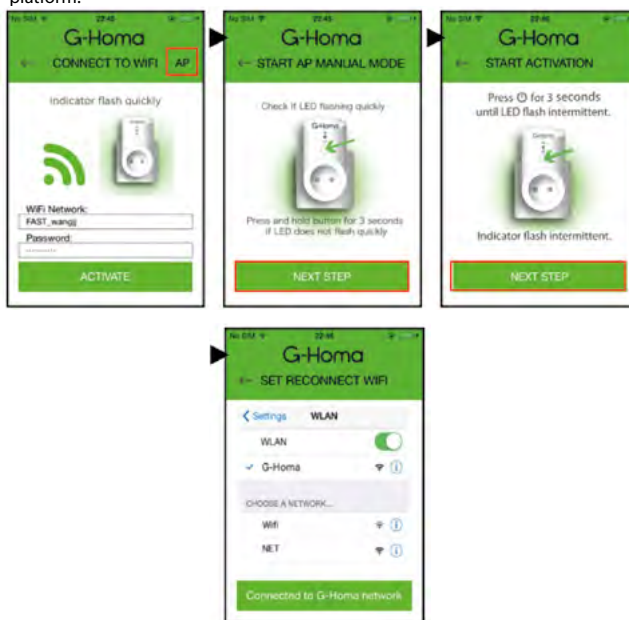 platform.
No SIM 22:45
G-Homa
← CONNECT TO WIFI AP
Indicator flash quickly
WiFi Network:
FAST_wangjj
Password:
ACTIVATE
No SIM 22:45
G-Homa
← START AP MANUAL MODE
Check if LED flashing quickly
G-Homa
Press and hold button for 3 seconds
if LED does not flash quickly
NEXT STEP
No SIM 22:46
G-Homa
← START ACTIVATION
Press ⏻ for 3 seconds
until LED flash intermittent.
Indicator flash intermittent.
NEXT STEP
No SIM 22:46
G-Homa
← SET RECONNECT WIFI
Settings WLAN
WLAN
✓ G-Homa
CHOOSE A NETWORK...
Wifi
NET
Connected to G-Homa network